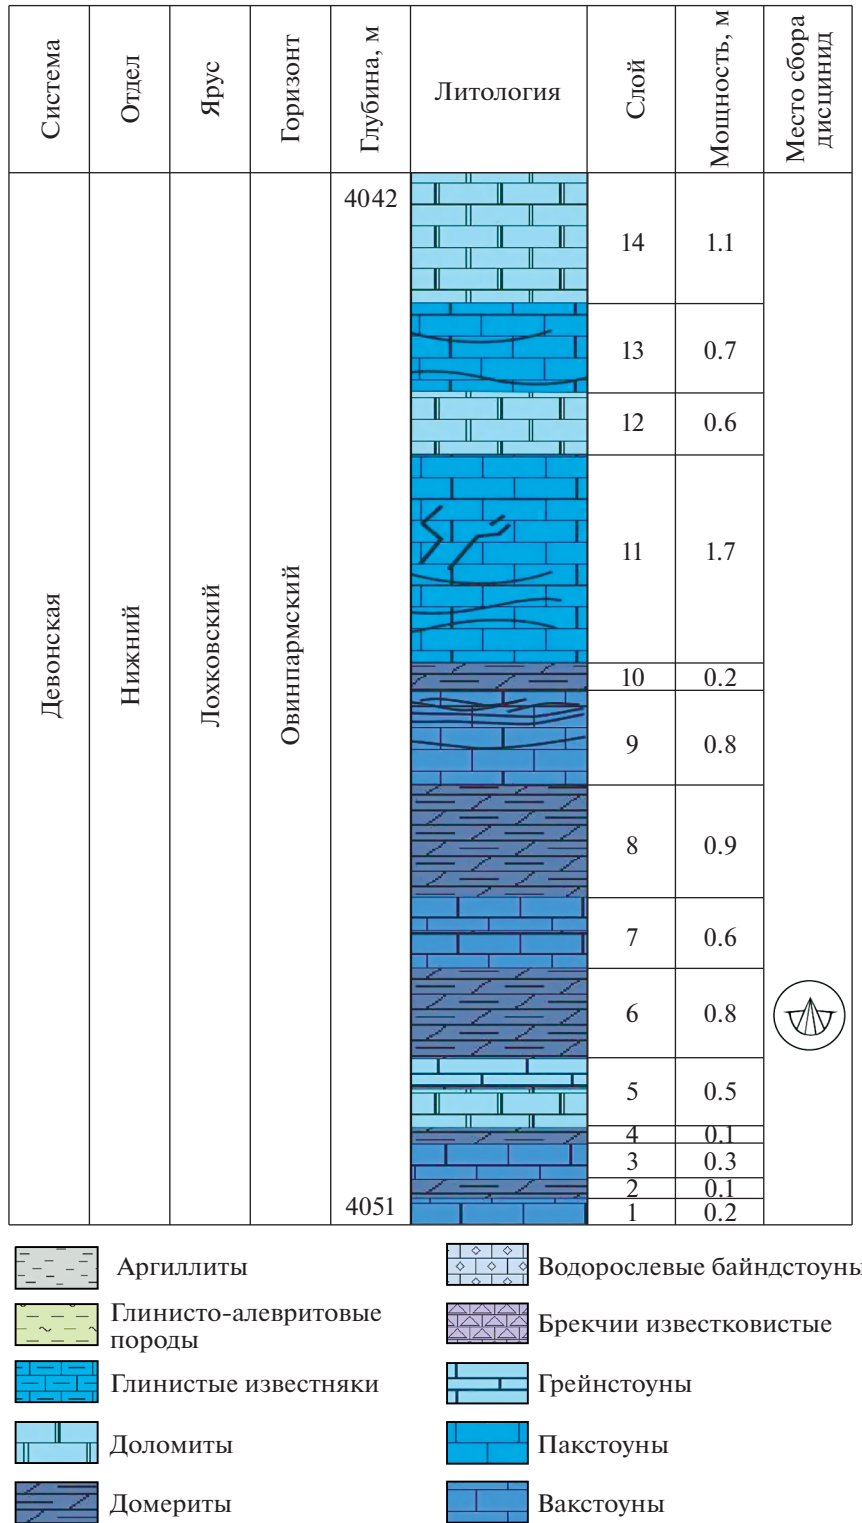 Система
Отдел
Ярус
Горизонт
Глубина, м
Литология
Слой
Мощность, м
Место сбора
дисцинид
Девонская
Нижний
Лохковский
Овинпармский
4042
14
1.1
13
0.7
12
0.6
11
1.7
10
0.2
9
0.8
8
0.9
7
0.6
6
0.8
5
0.5
4
0.1
3
0.3
2
0.1
4051
1
0.2
Аргиллиты
Глинисто-алевритовые
породы
Глинистые известняки
Доломиты
Домериты
Водорослевые байндстоуны
Брекчии известковистые
Грейнстоуны
Пакстоуны
Вакстоуны